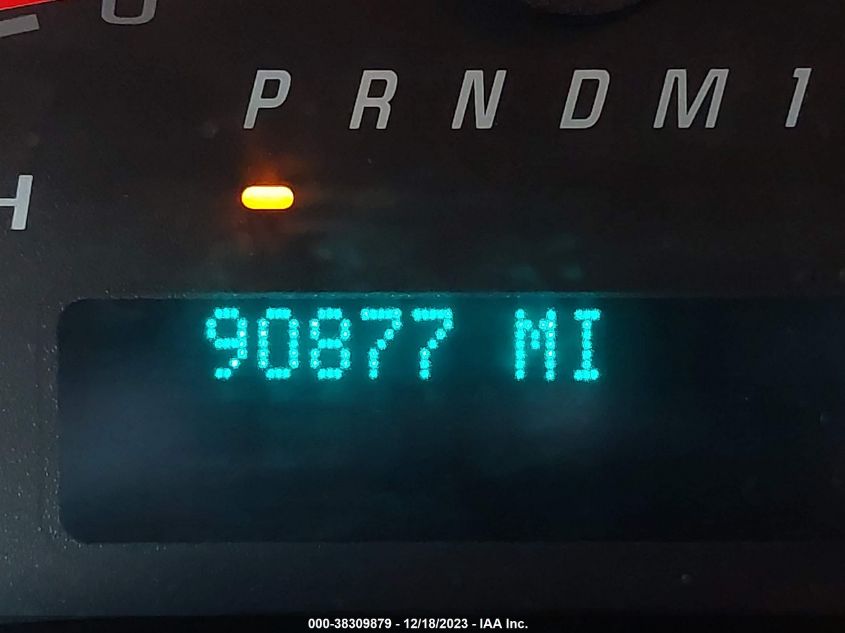 P R N D M 1
H
90877 MI
000-38309879 - 12/18/2023 - IAA Inc.